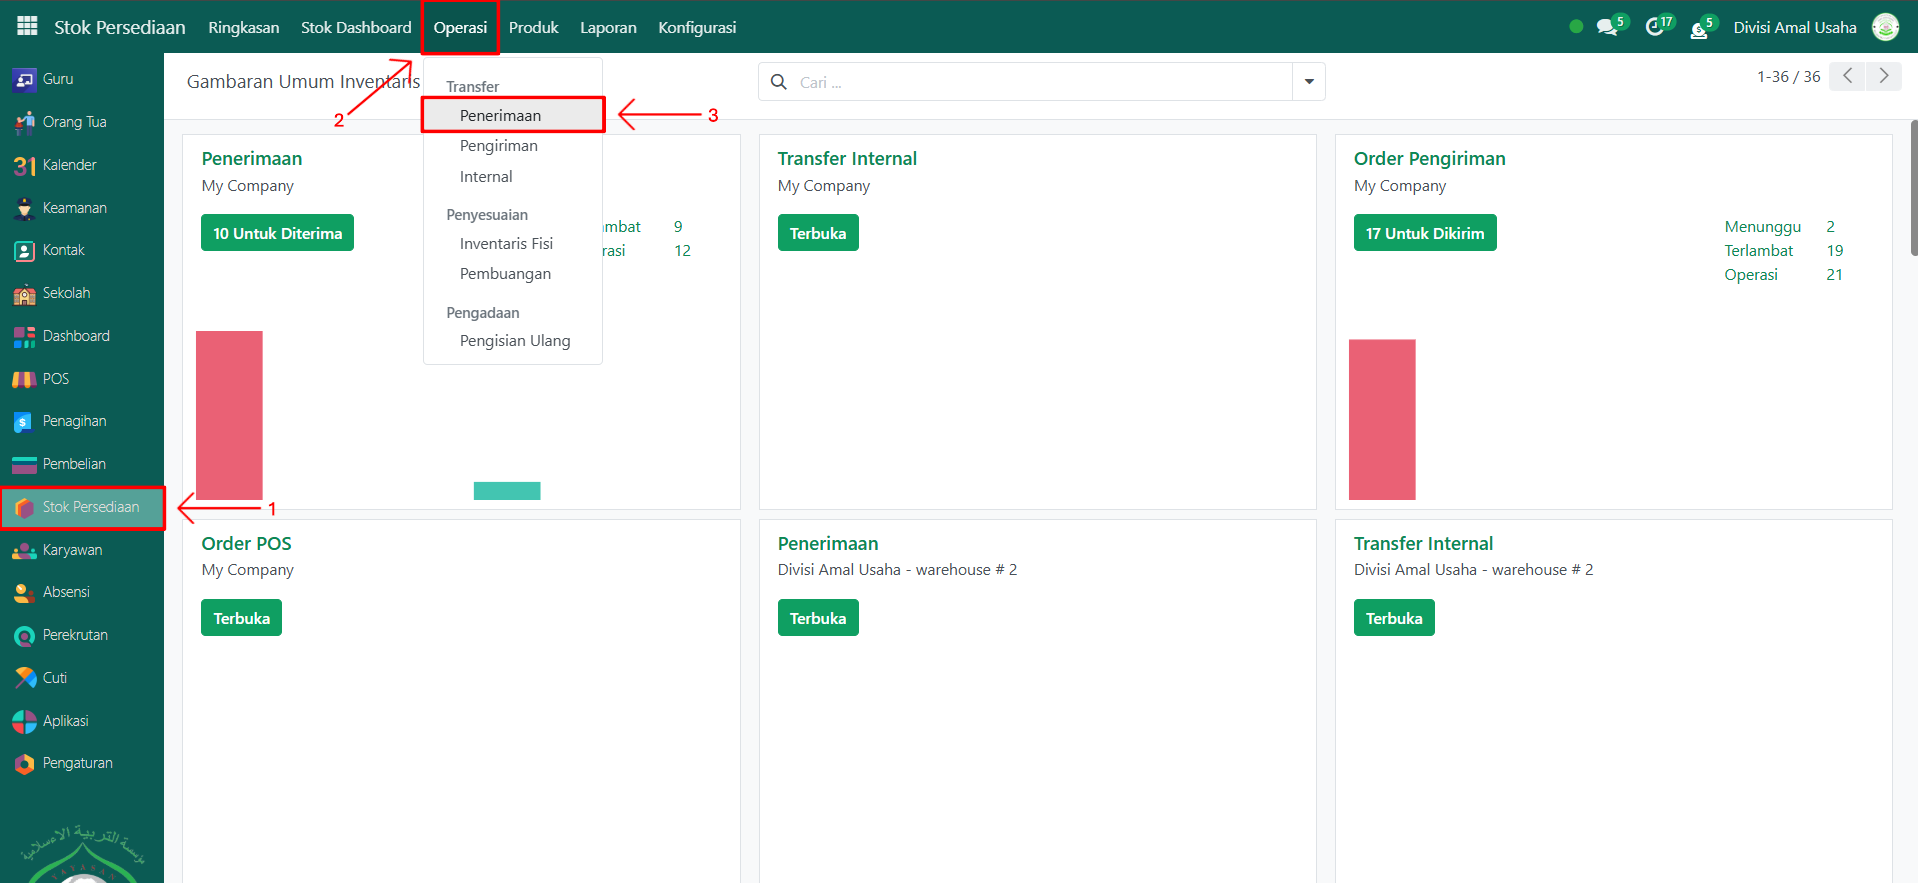 Stok Persediaan Ringkasan Stok Dashboard Operasi Produk Laporan Konfigurasi 5 17 5 Divisi Amal Usaha
Guru
Orang Tua
31 Kalender
Keamanan
Kontak
Sekolah
Dashboard
POS
Penagihan
Pembelian
Stok Persediaan
Karyawan
Absensi
Perekrutan
Cuti
Aplikasi
Pengaturan
مؤسسة التربية الإسلامية
YAYASAN
1
2
3
Gambaran Umum Inventaris
Cari ...
1-36 / 36
Transfer
Penerimaan
Pengiriman
Internal
Penyesuaian
Inventaris Fisi
Pembuangan
Pengadaan
Pengisian Ulang
Penerimaan
My Company
10 Untuk Diterima
mbat 9
rasi 12
Transfer Internal
My Company
Terbuka
Order Pengiriman
My Company
17 Untuk Dikirim
Menunggu 2
Terlambat 19
Operasi 21
Order POS
My Company
Terbuka
Penerimaan
Divisi Amal Usaha - warehouse # 2
Terbuka
Transfer Internal
Divisi Amal Usaha - warehouse # 2
Terbuka